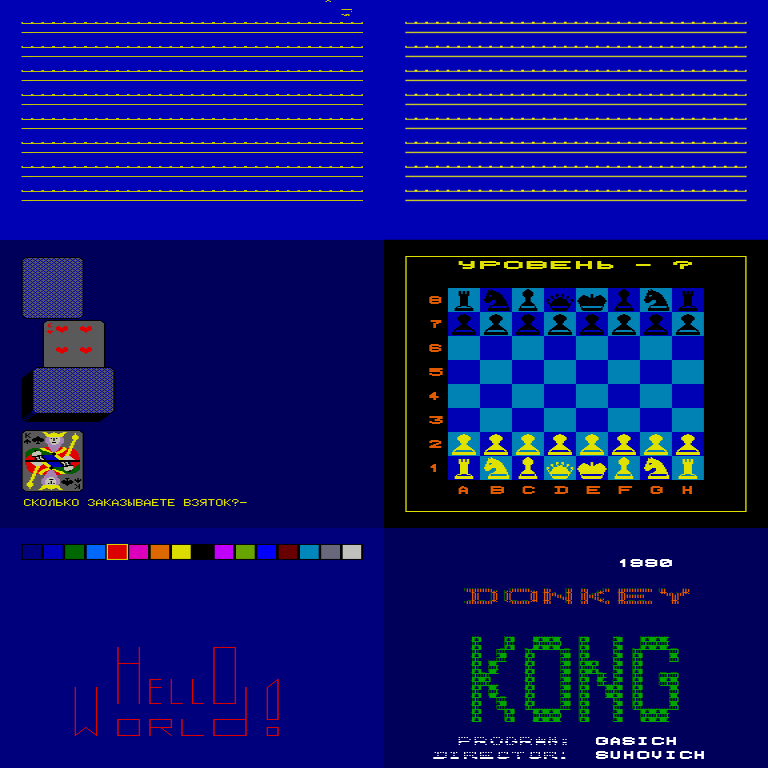 СКОЛЬКО ЗАКАЗЫВАЕТЕ ВЗЯТОК?-
K
K
УРОВЕНЬ - ?
8
7
6
5
4
3
2
1
A B C D E F G H
HELLO
WORLD!
1990
DONKEY
KONG
PROGRAM: GASICH
DIRECTOR: SUHOVICH